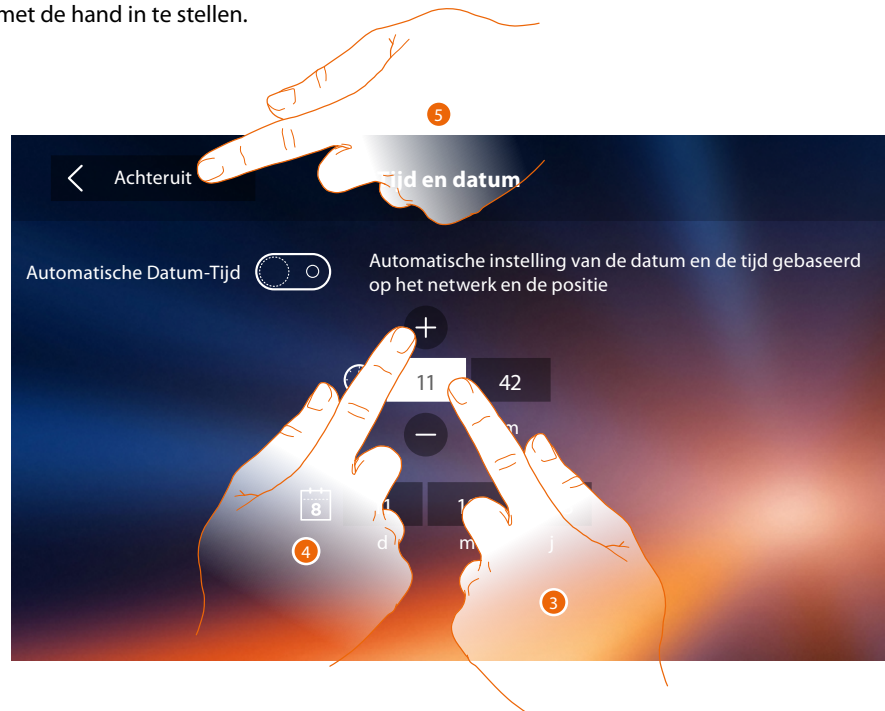 met de hand in te stellen.
5
Achteruit
Tijd en datum
Automatische Datum-Tijd
Automatische instelling van de datum en de tijd gebaseerd
op het netwerk en de positie
11 42
m
8
d m j
4
3